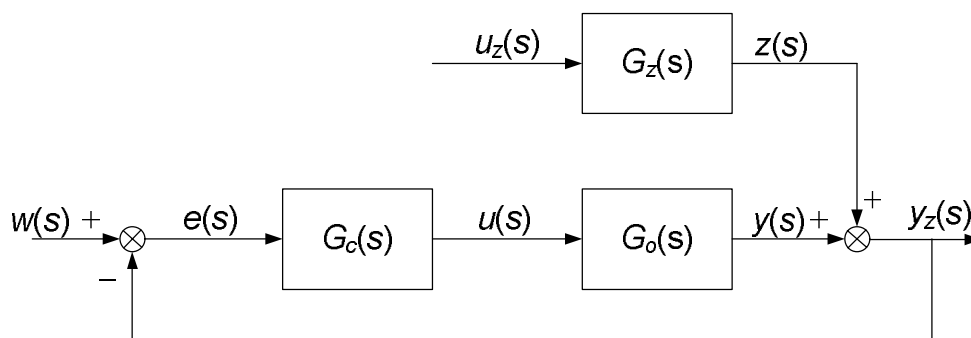 u_z(s)
G_z(s)
z(s)
+
w(s) +
e(s)
G_c(s)
u(s)
G_o(s)
y(s) +
y_z(s)
−